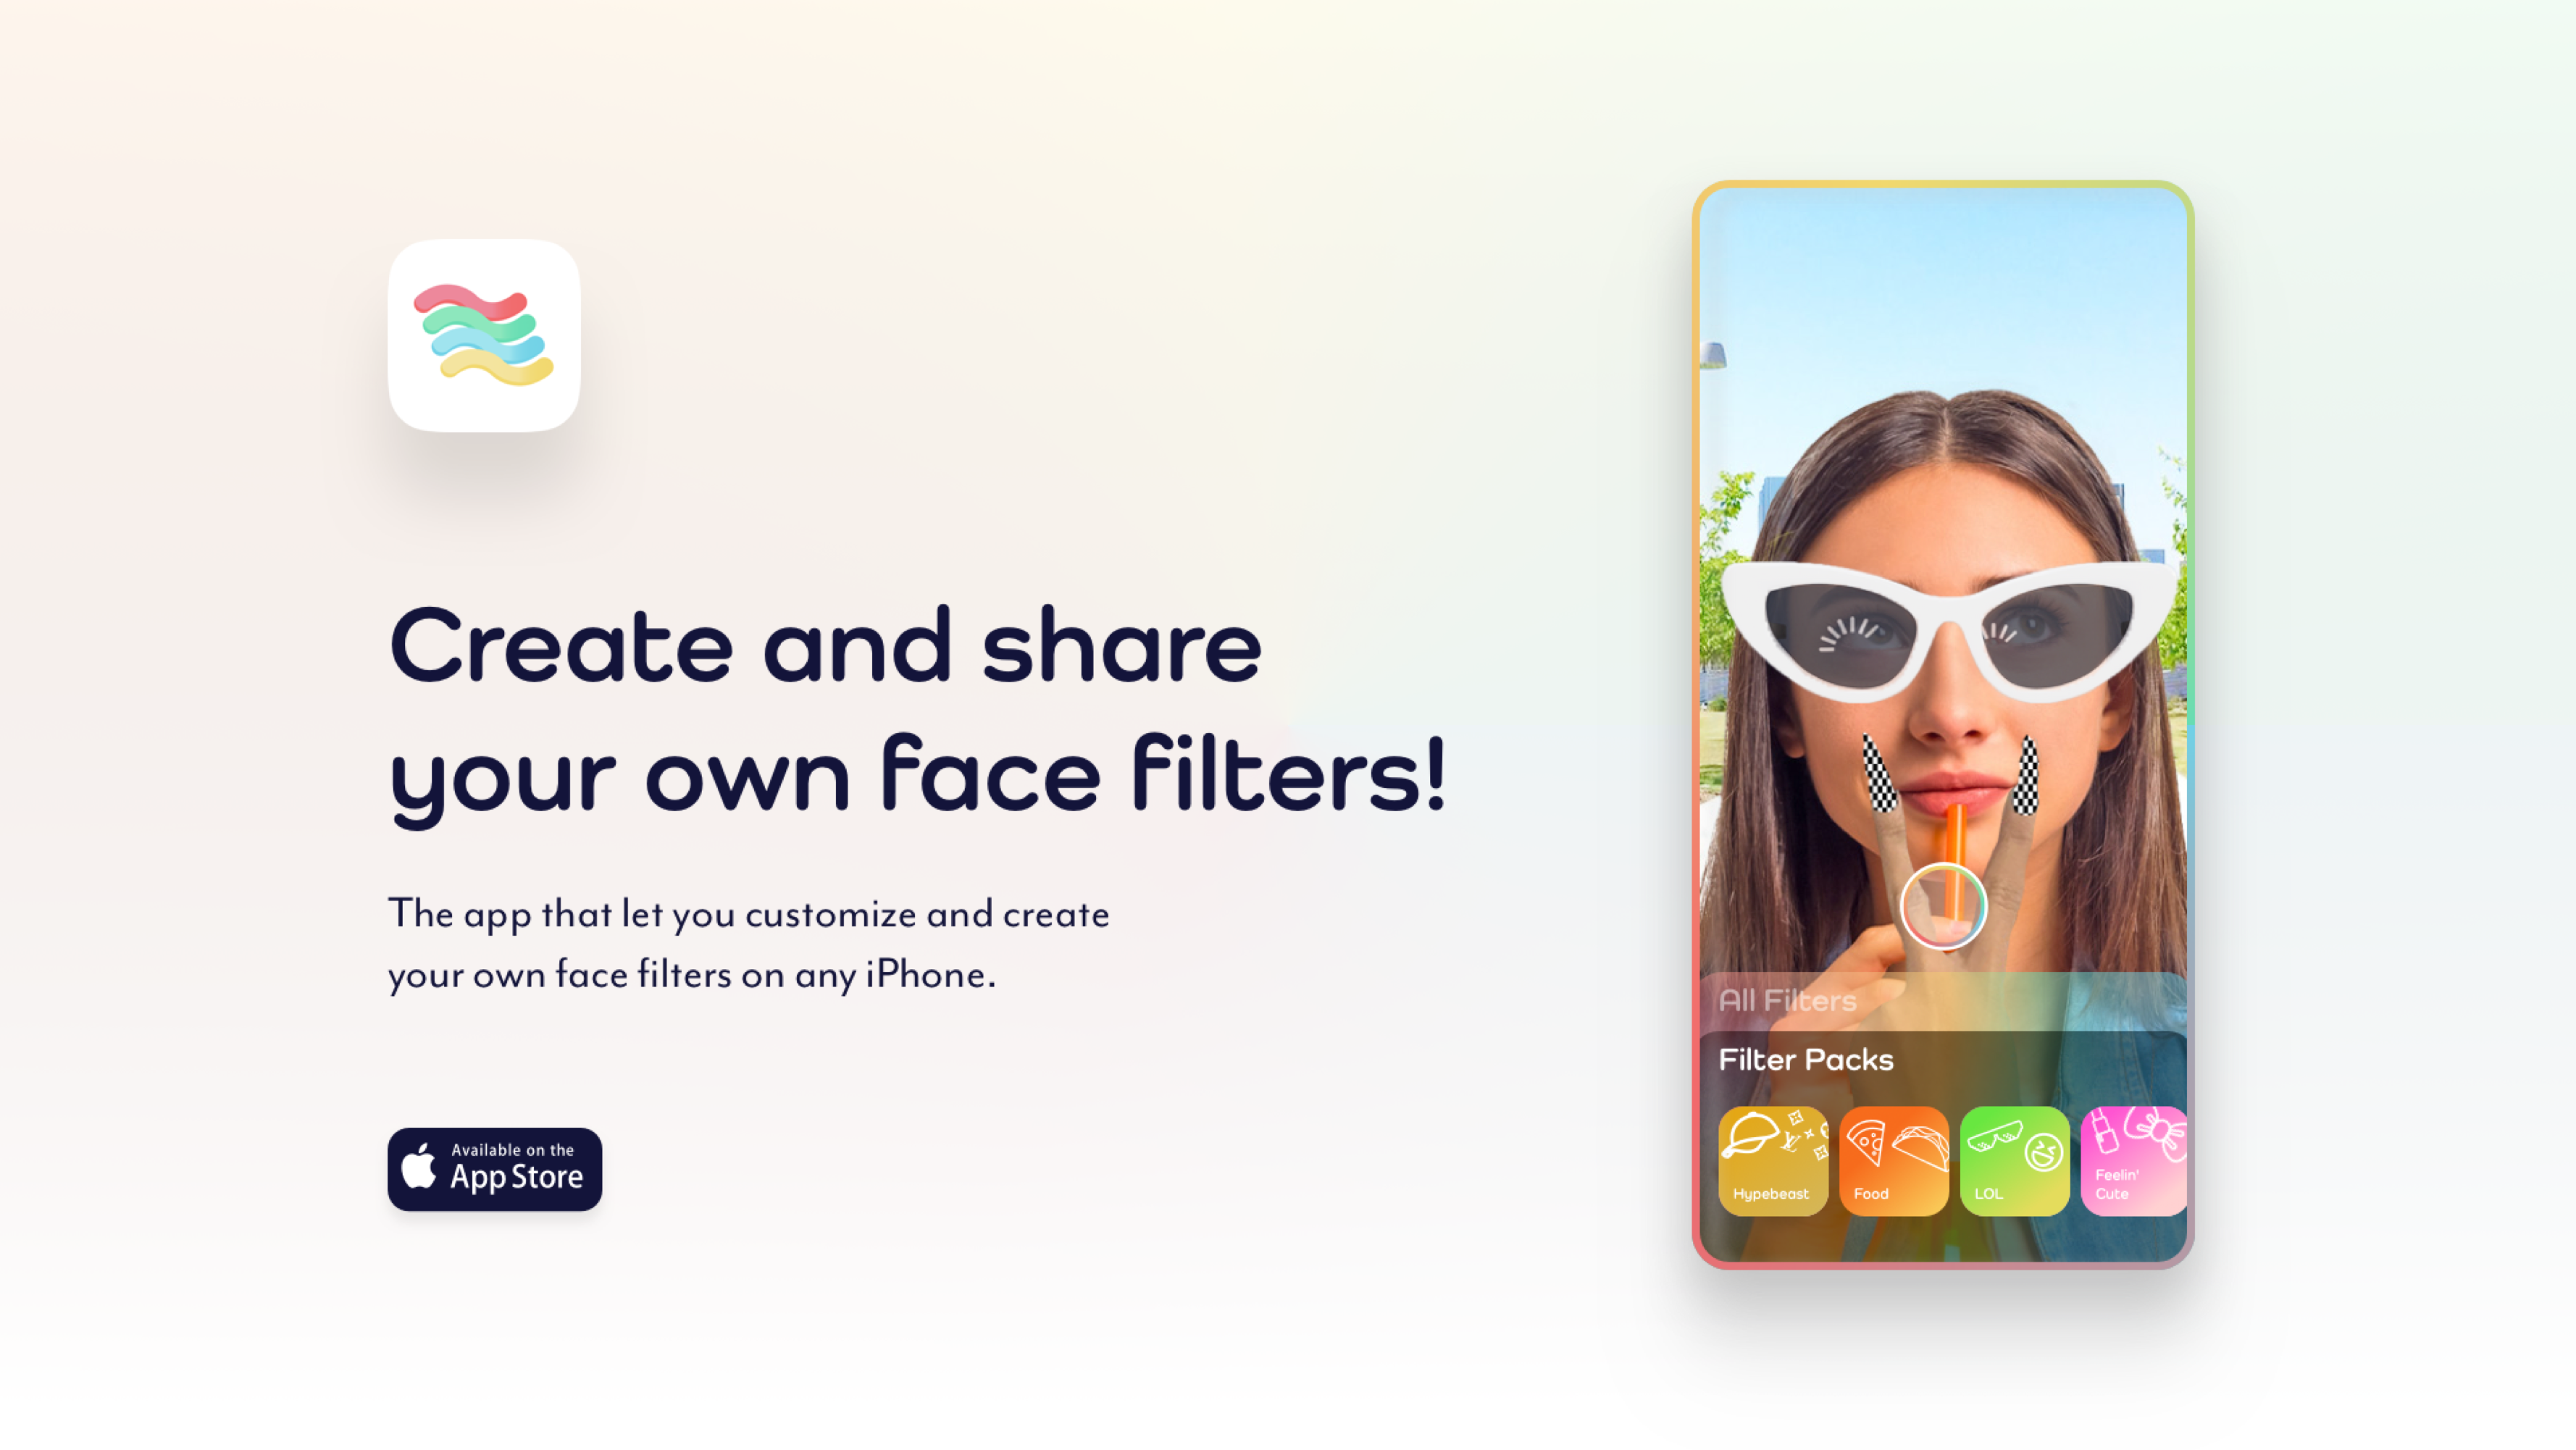 Create and share
your own face filters!
The app that let you customize and create
your own face filters on any iPhone.
Available on the
App Store
All Filters
Filter Packs
Hypebeast
Food
LOL
Feelin'
Cute